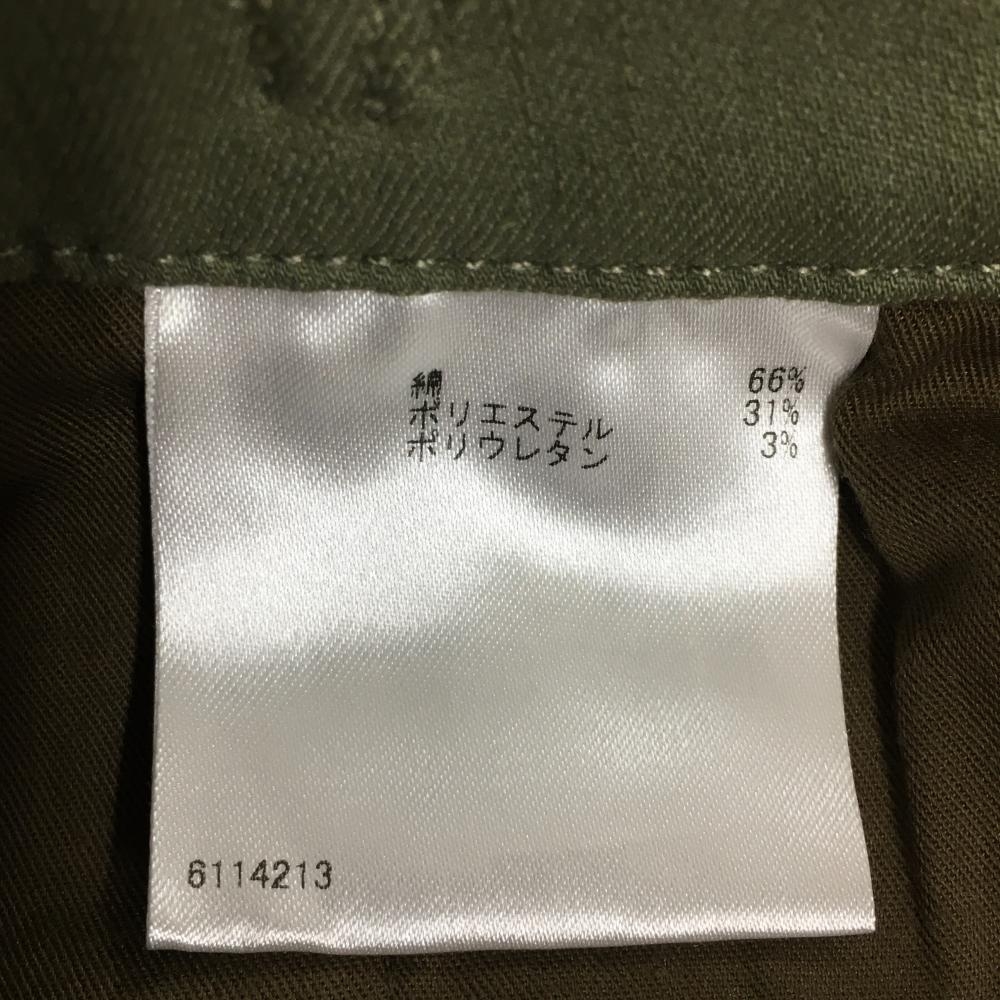 綿 66%
ポリエステル 31%
ポリウレタン 3%
6114213